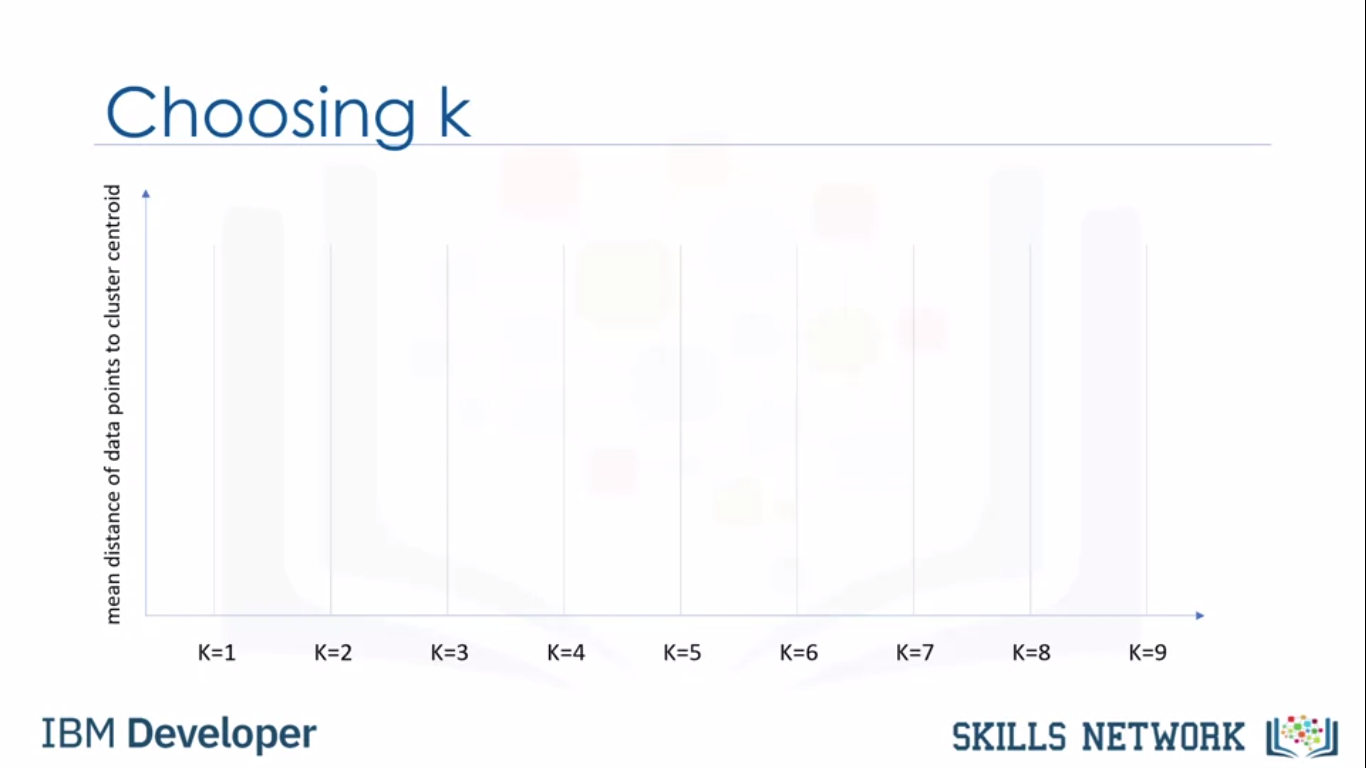 Choosing k
mean distance of data points to cluster centroid
K=1 K=2 K=3 K=4 K=5 K=6 K=7 K=8 K=9
IBM Developer
SKILLS NETWORK